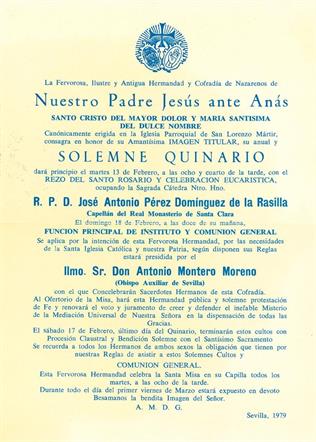 La Fervorosa, Ilustre y Antigua Hermandad y Cofradía de Nazarenos de
Nuestro Padre Jesús ante Anás
SANTO CRISTO DEL MAYOR DOLOR Y MARIA SANTISIMA
DEL DULCE NOMBRE
Canónicamente erigida en la Iglesia Parroquial de San Lorenzo Mártir,
consagra en honor de su Amantísima IMAGEN TITULAR, su anual y
SOLEMNE QUINARIO
dará principio el martes 13 de febrero, a las ocho y cuarto de la tarde, con el
REZO DEL SANTO ROSARIO Y CELEBRACION EUCARISTICA,
ocupando la Sagrada Cátedra Ntro. Hno.
R. P. D. José Antonio Pérez Domínguez de la Rasilla
Capellán del Real Monasterio de Santa Clara
El domingo 18 de Febrero, a las doce de su mañana,
FUNCION PRINCIPAL DE INSTITUTO Y COMUNION GENERAL
Se aplica por la intención de esta Fervorosa Hermandad, por las necesidades
de la Santa Iglesia Católica y nuestra Patria, según disponen sus Reglas
estará presidida por el
Ilmo. Sr. Don Antonio Montero Moreno
(Obispo Auxiliar de Sevilla)
con el que Concelebrarán Sacerdotes Hermanos de esta Cofradía.
Al Ofertorio de la Misa, hará esta Hermandad pública y solemne protestación
de Fe y renovará el voto y juramento de creer y defender el inefable Misterio
de la Mediación Universal de Nuestra Señora en la dispensación de todas las
Gracias.
El sábado 17 de Febrero, último día del Quinario, terminarán estos cultos con
Procesión Claustral y Bendición Solemne con el Santísimo Sacramento
Se recuerda a todos los Hermanos de ambos sexos la obligación que tienen por
nuestras Reglas de asistir a estos Solemnes Cultos y
COMUNION GENERAL.
Esta Fervorosa Hermandad celebra la Santa Misa en su Capilla todos los
martes, a las ocho de la tarde.
Durante todo el día del primer viernes de Marzo estará expuesto en devoto
Besamanos la bendita Imagen del Señor.
A. M. D. G.
Sevilla, 1979